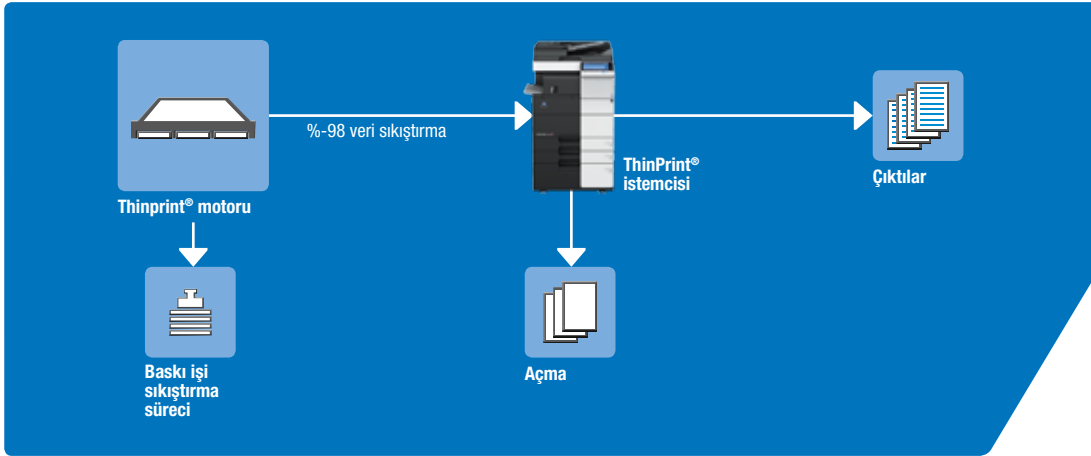 %-98 veri sıkıştırma
Thinprint® motoru
ThinPrint®
istemcisi
Çıktılar
Baskı işi
sıkıştırma
süreci
Açma